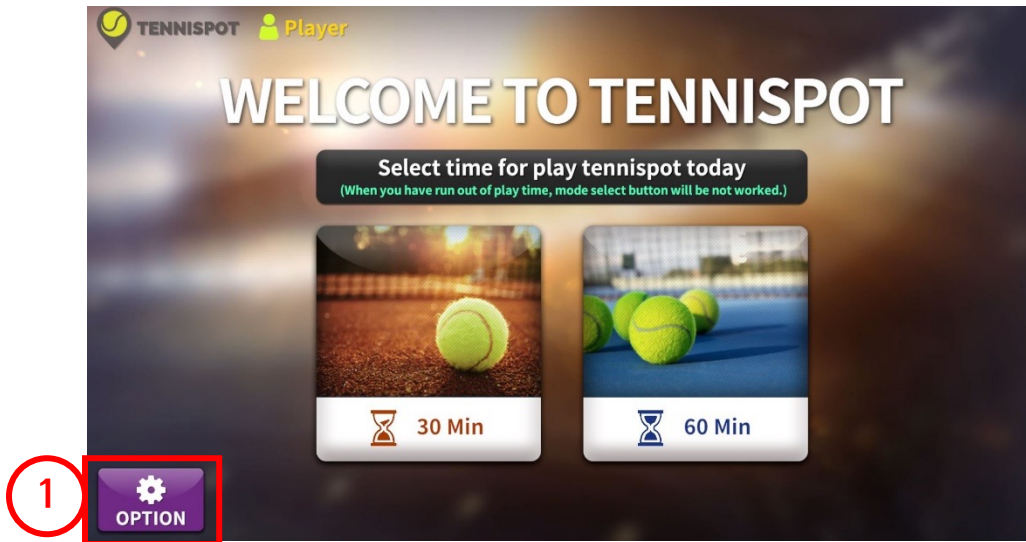 TENNISPOT Player
WELCOME TO TENNISPOT
Select time for play tennispot today
(When you have run out of play time, mode select button will be not worked.)
30 Min
60 Min
1
OPTION